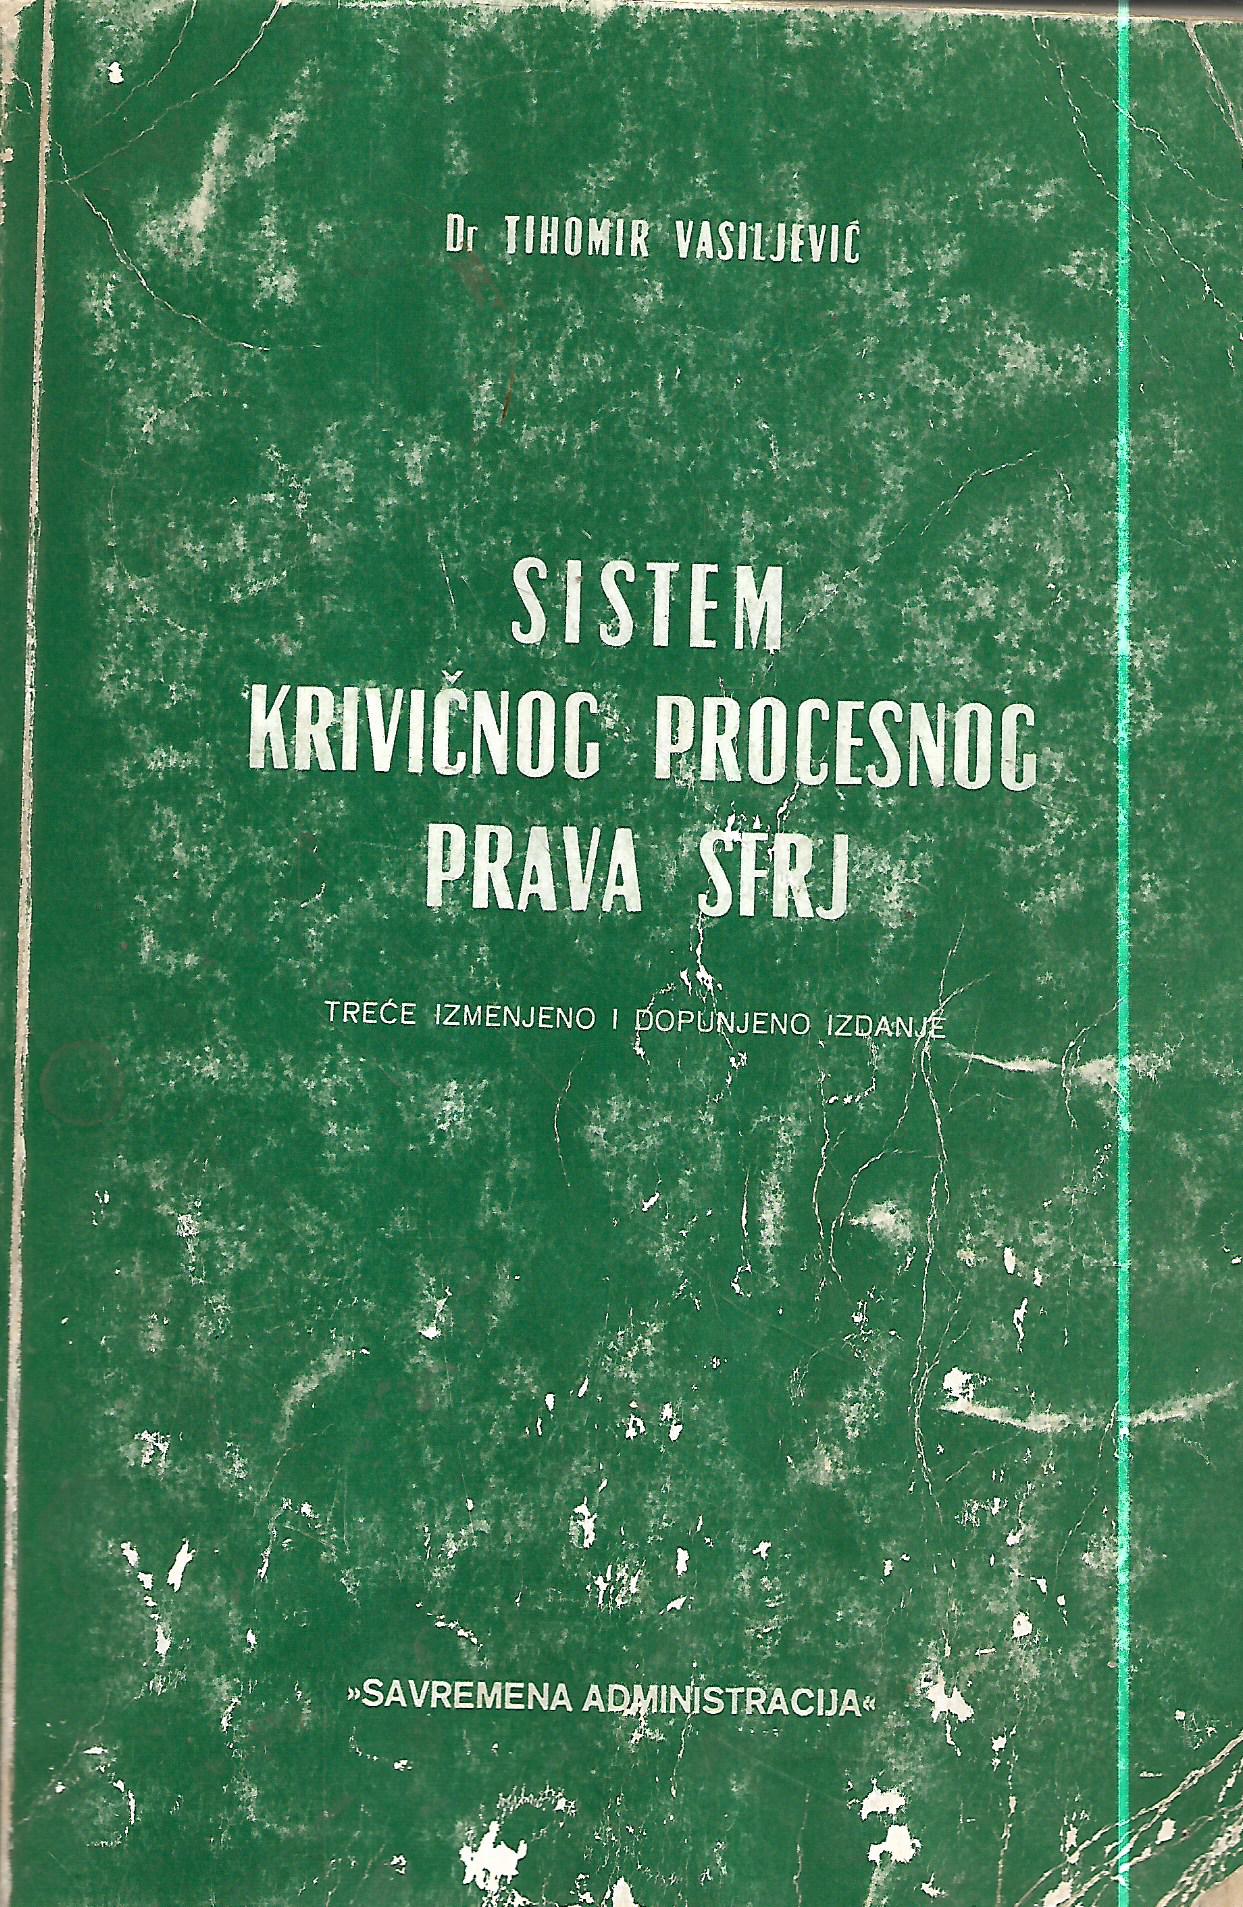 Dr TIHOMIR VASILJEVIĆ
SISTEM
KRIVIČNOG PROCESNOG
PRAVA SFRJ
TREĆE IZMENJENO I DOPUNJENO IZDANJE
»SAVREMENA ADMINISTRACIJA«